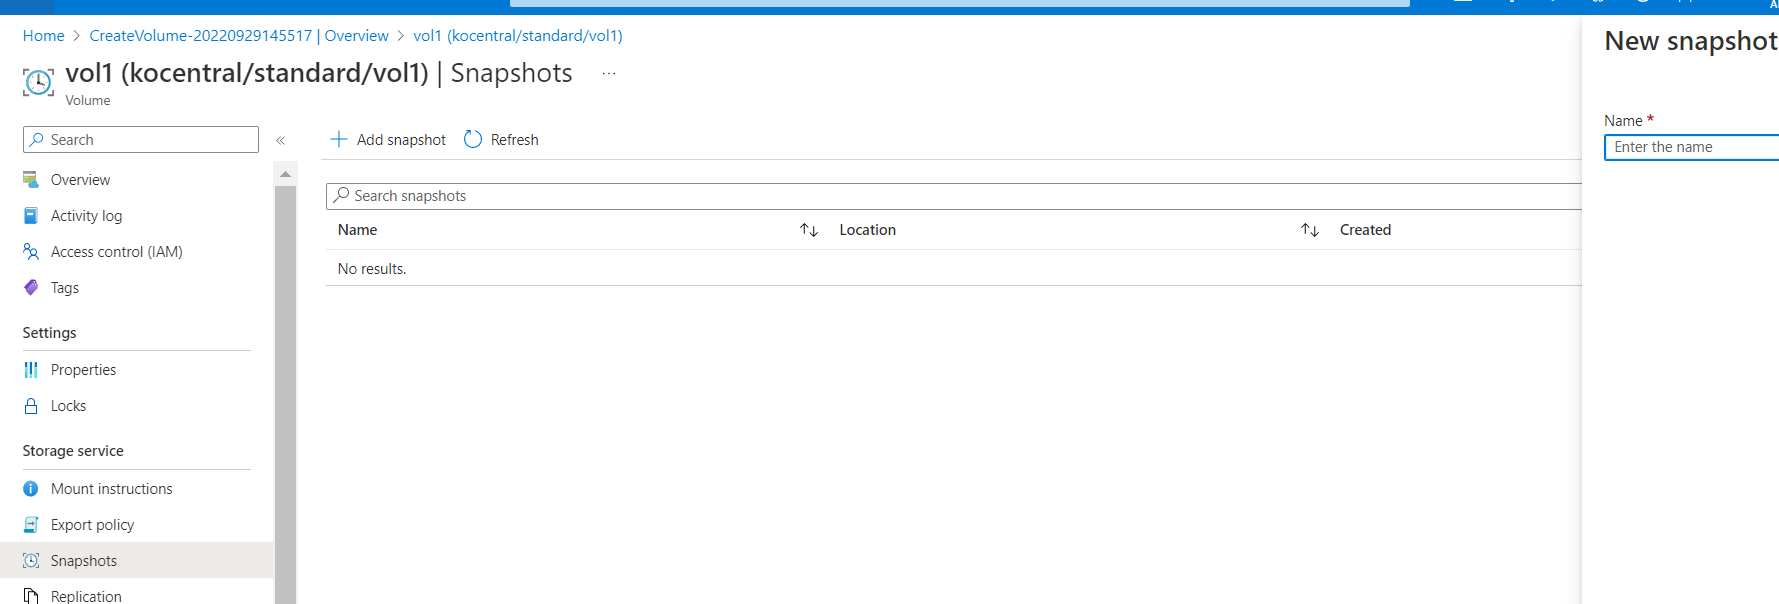 Home > CreateVolume-20220929145517 | Overview > vol1 (kocentral/standard/vol1)
vol1 (kocentral/standard/vol1) | Snapshots ...
Volume
Search «
Overview
Activity log
Access control (IAM)
Tags
Settings
Properties
Locks
Storage service
Mount instructions
Export policy
Snapshots
Replication
Add snapshot Refresh
Search snapshots
Name Location Created
No results.
New snapshot
Name *
Enter the name